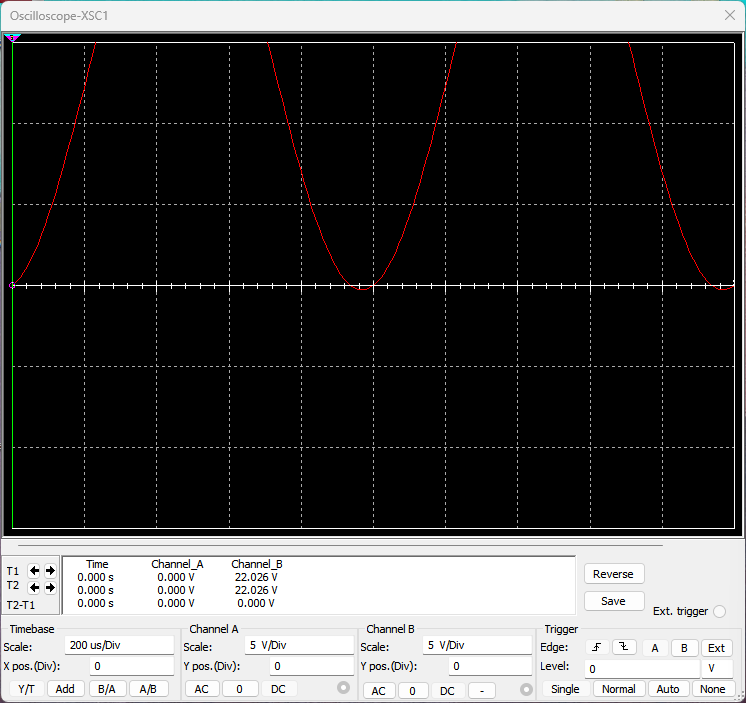 Oscilloscope-XSC1
Time Channel_A Channel_B
T1 0.000 s 0.000 V 22.026 V
T2 0.000 s 0.000 V 22.026 V
T2-T1 0.000 s 0.000 V 0.000 V
Reverse
Save
Ext. trigger
Timebase
Scale: 200 us/Div
X pos.(Div): 0
Y/T Add B/A A/B
Channel A
Scale: 5 V/Div
Y pos.(Div): 0
AC 0 DC
Channel B
Scale: 5 V/Div
Y pos.(Div): 0
AC 0 DC -
Trigger
Edge: A B Ext
Level: 0 V
Single Normal Auto None